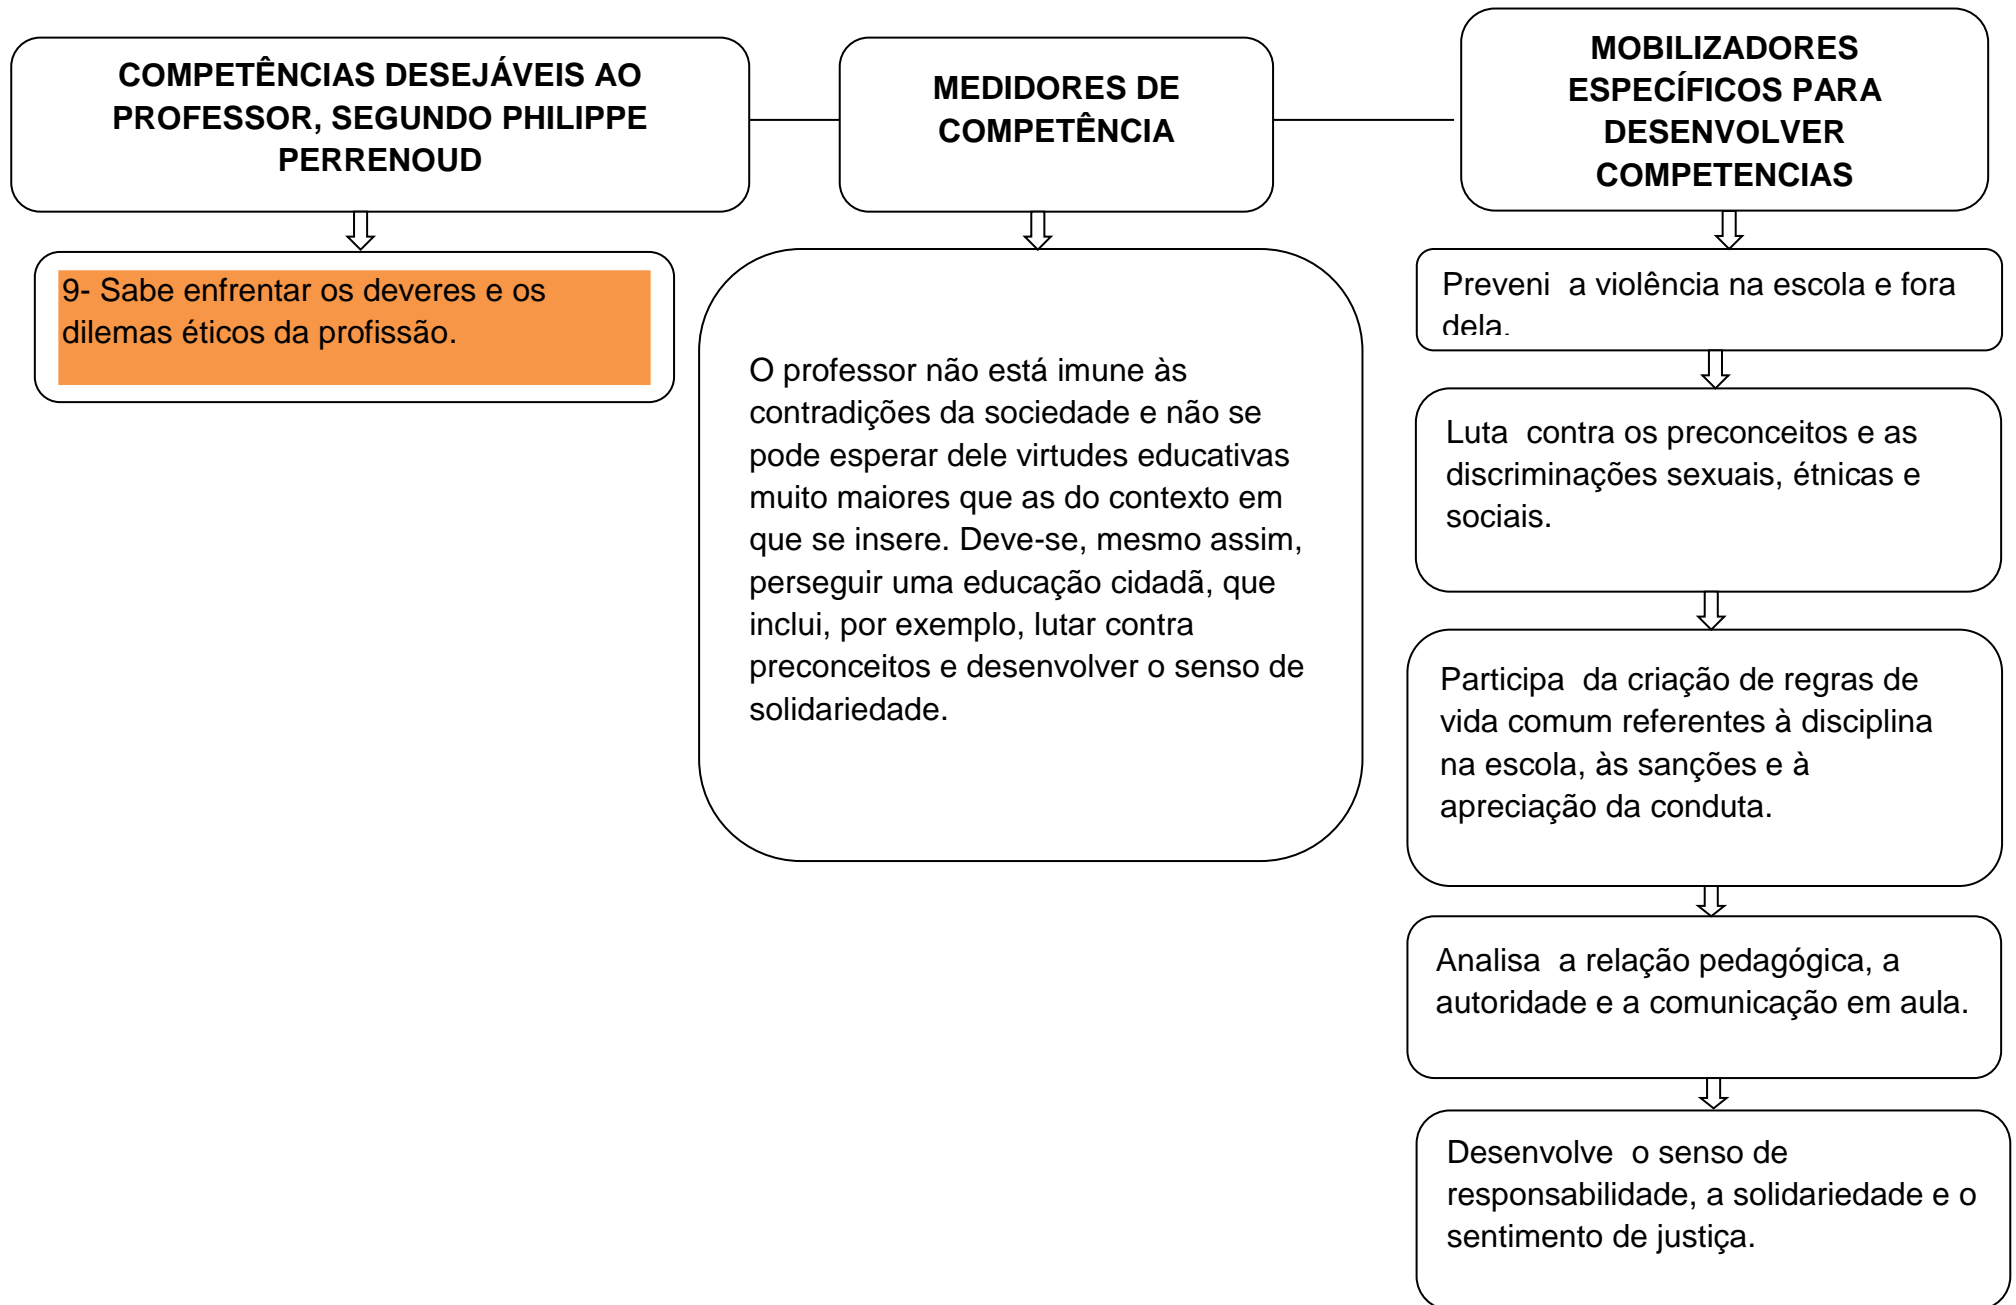 COMPETÊNCIAS DESEJÁVEIS AO
PROFESSOR, SEGUNDO PHILIPPE
PERRENOUD
9- Sabe enfrentar os deveres e os
dilemas éticos da profissão.
MEDIDORES DE
COMPETÊNCIA
O professor não está imune às
contradições da sociedade e não se
pode esperar dele virtudes educativas
muito maiores que as do contexto em
que se insere. Deve-se, mesmo assim,
perseguir uma educação cidadã, que
inclui, por exemplo, lutar contra
preconceitos e desenvolver o senso de
solidariedade.
MOBILIZADORES
ESPECÍFICOS PARA
DESENVOLVER
COMPETENCIAS
Preveni  a violência na escola e fora
dela.
Luta  contra os preconceitos e as
discriminações sexuais, étnicas e
sociais.
Participa  da criação de regras de
vida comum referentes à disciplina
na escola, às sanções e à
apreciação da conduta.
Analisa  a relação pedagógica, a
autoridade e a comunicação em aula.
Desenvolve  o senso de
responsabilidade, a solidariedade e o
sentimento de justiça.